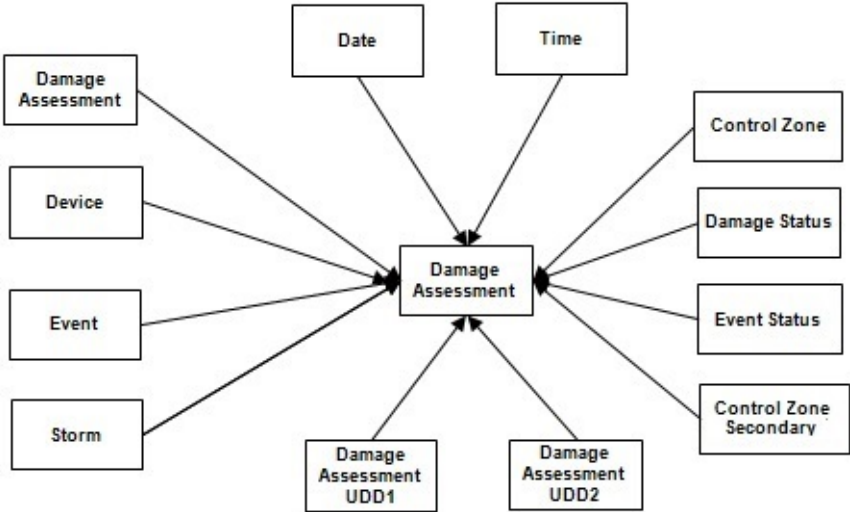 Date
Time
Damage
Assessment
Control Zone
Device
Damage Status
Damage
Assessment
Event
Event Status
Storm
Control Zone
Secondary
Damage
Assessment
UDD1
Damage
Assessment
UDD2